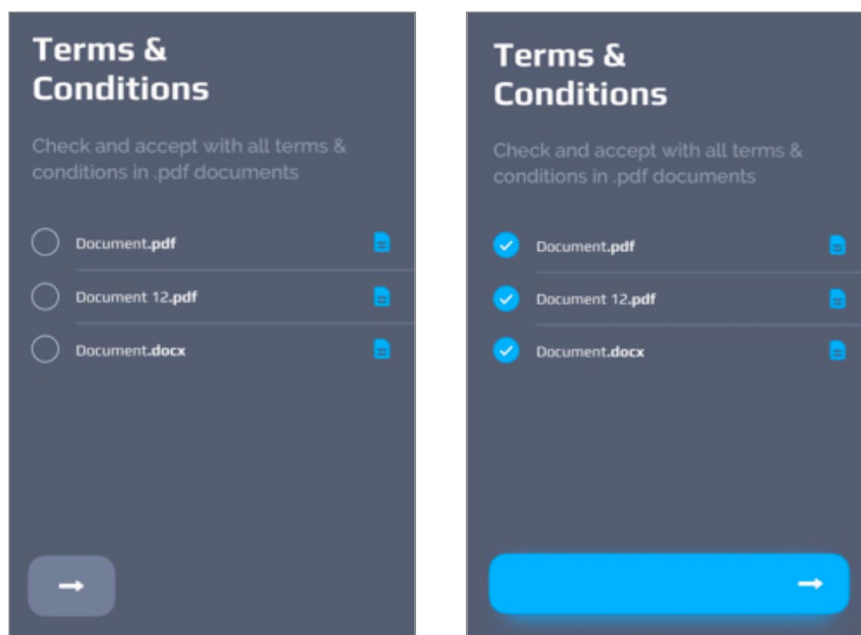 Terms &
Conditions
Check and accept with all terms &
conditions in .pdf documents
Document.pdf
Document 12.pdf
Document.docx
Terms &
Conditions
Check and accept with all terms &
conditions in .pdf documents
Document.pdf
Document 12.pdf
Document.docx